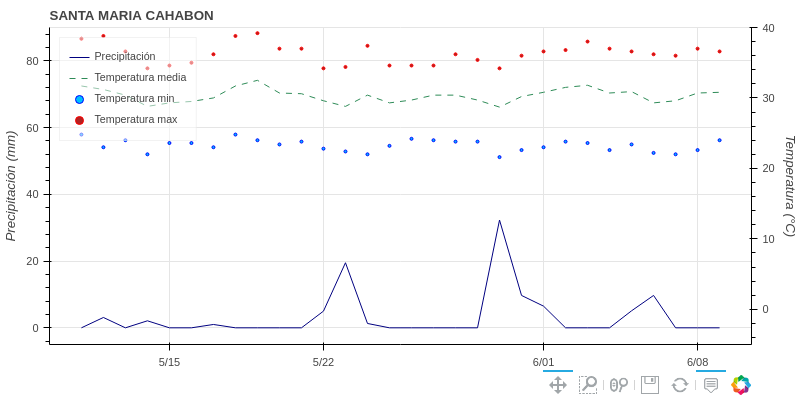 SANTA MARIA CAHABON
Precipitación
Temperatura media
Temperatura min
Temperatura max
Precipitación (mm)
80
60
40
20
0
Temperature (°C)
40
30
20
10
0
5/15
5/22
6/01
6/08